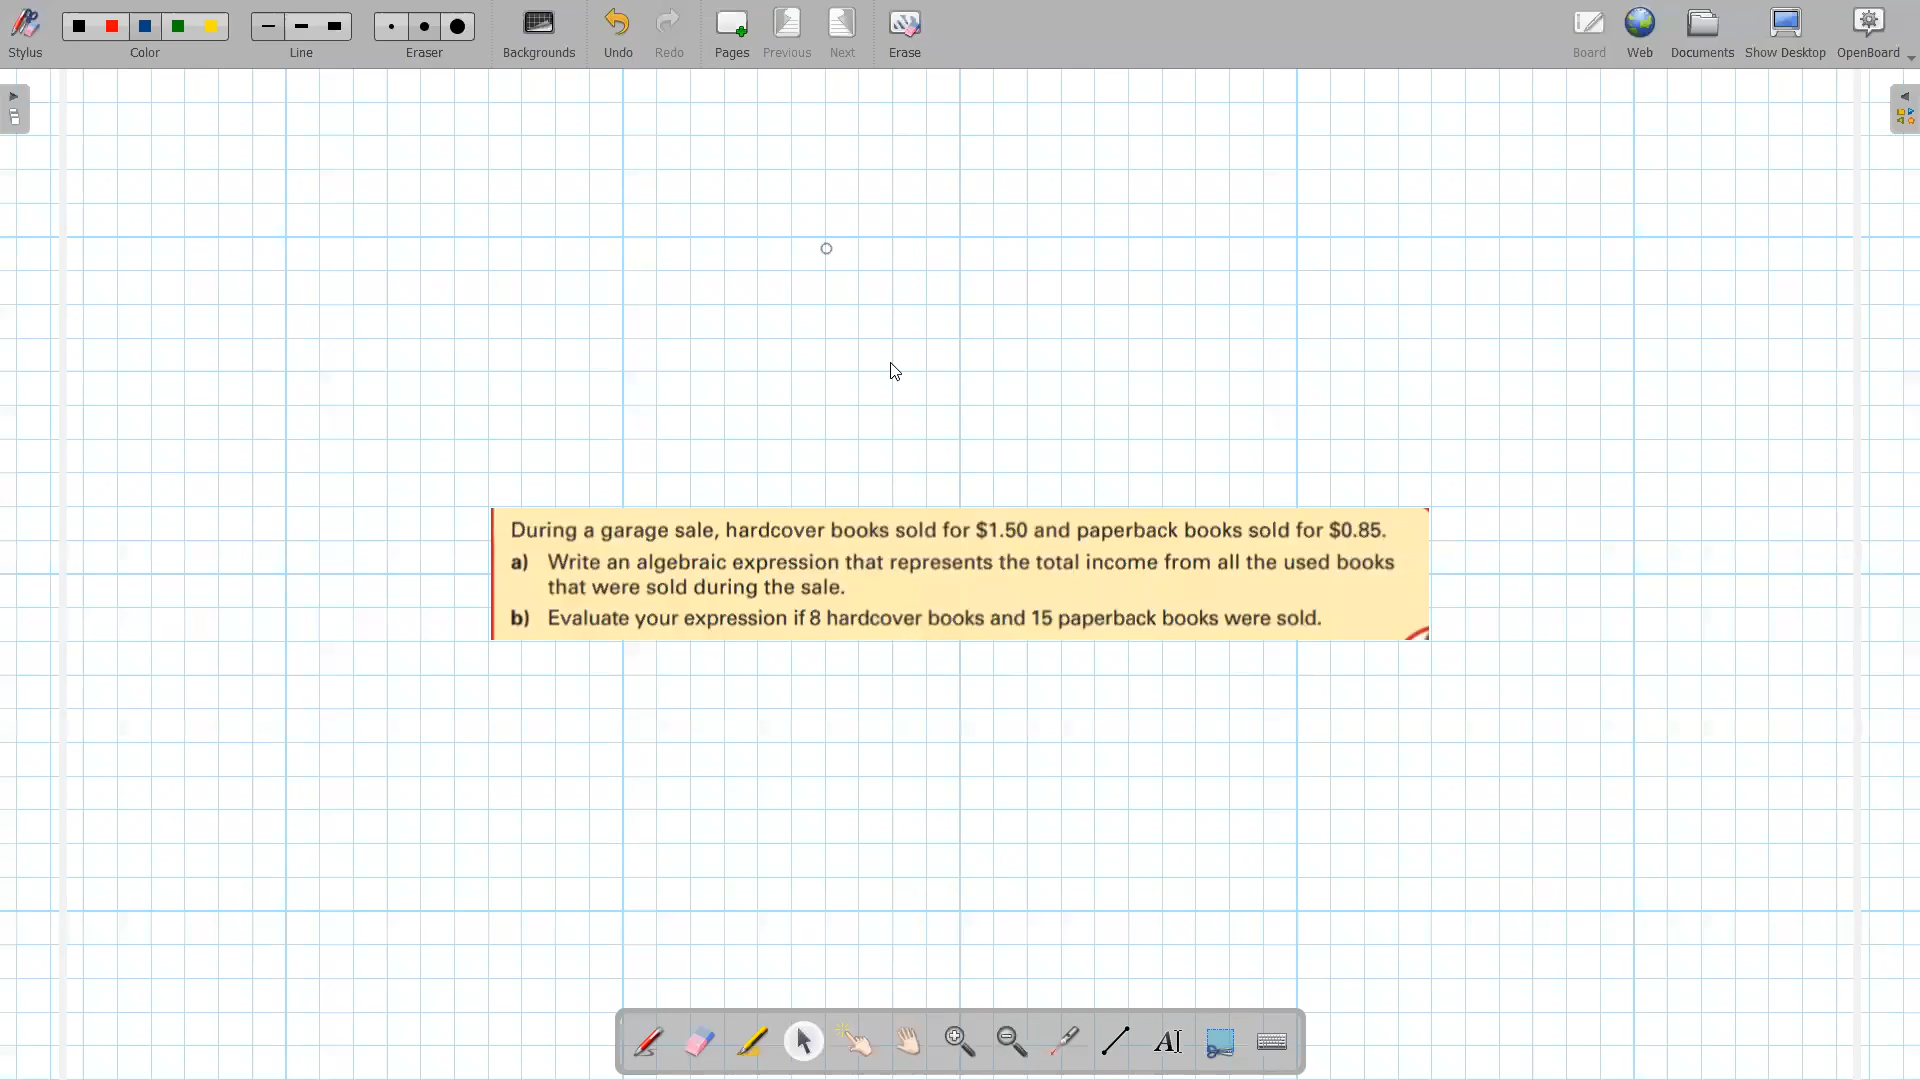 Stylus
Color
Line
Eraser
Backgrounds
Undo
Redo
Pages
Previous
Next
Erase
Board
Web
Documents
Show Desktop
OpenBoard
During a garage sale, hardcover books sold for $1.50 and paperback books sold for $0.85.
a) Write an algebraic expression that represents the total income from all the used books
that were sold during the sale.
b) Evaluate your expression if 8 hardcover books and 15 paperback books were sold.
AI